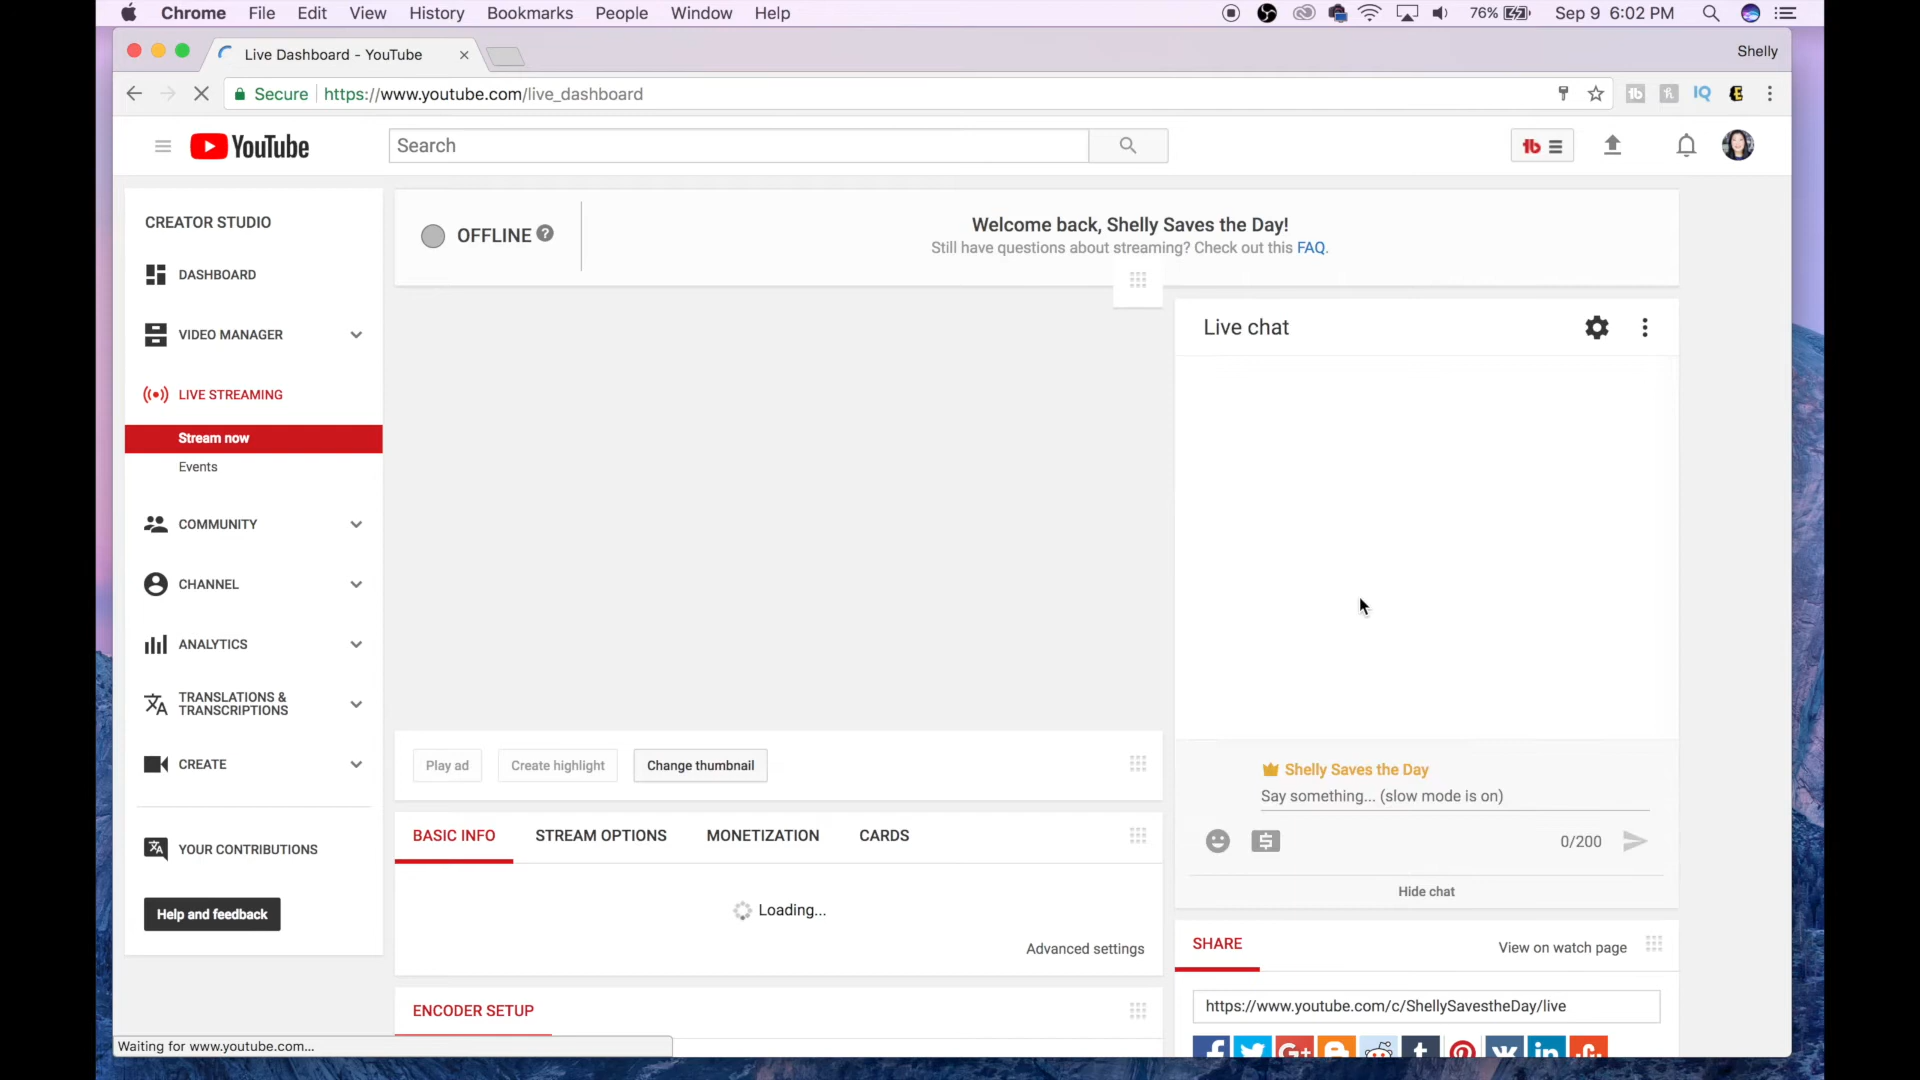 Chrome File Edit View History Bookmarks People Window Help 76% Sep 9 6:02 PM
Live Dashboard - YouTube Shelly
Secure https://www.youtube.com/live_dashboard IQ
YouTube Search tb
CREATOR STUDIO
DASHBOARD
VIDEO MANAGER
LIVE STREAMING
Stream now
Events
COMMUNITY
CHANNEL
ANALYTICS
TRANSLATIONS &
TRANSCRIPTIONS
CREATE
YOUR CONTRIBUTIONS
Help and feedback
OFFLINE ?
Welcome back, Shelly Saves the Day!
Still have questions about streaming? Check out this FAQ.
Play ad Create highlight Change thumbnail
BASIC INFO STREAM OPTIONS MONETIZATION CARDS
Loading...
Advanced settings
ENCODER SETUP
Live chat
Shelly Saves the Day
Say something... (slow mode is on)
0/200
Hide chat
SHARE View on watch page
https://www.youtube.com/c/ShellySavestheDay/live
Waiting for www.youtube.com...